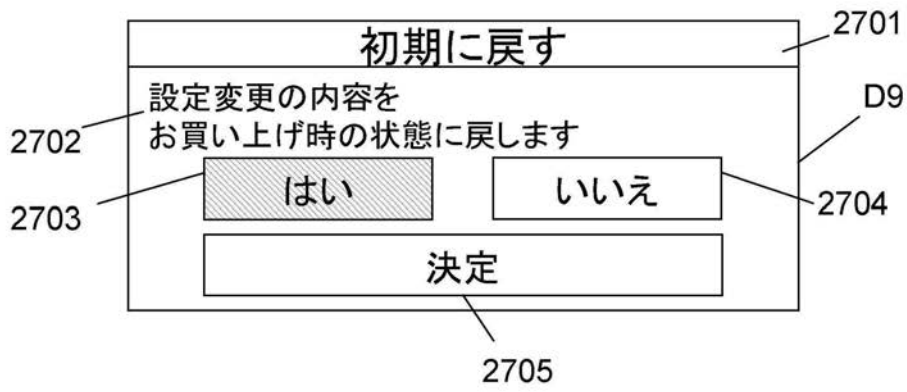 初期に戻す
2701
設定変更の内容を
お買い上げ時の状態に戻します
D9
2702
はい
いいえ
2703
2704
決定
2705